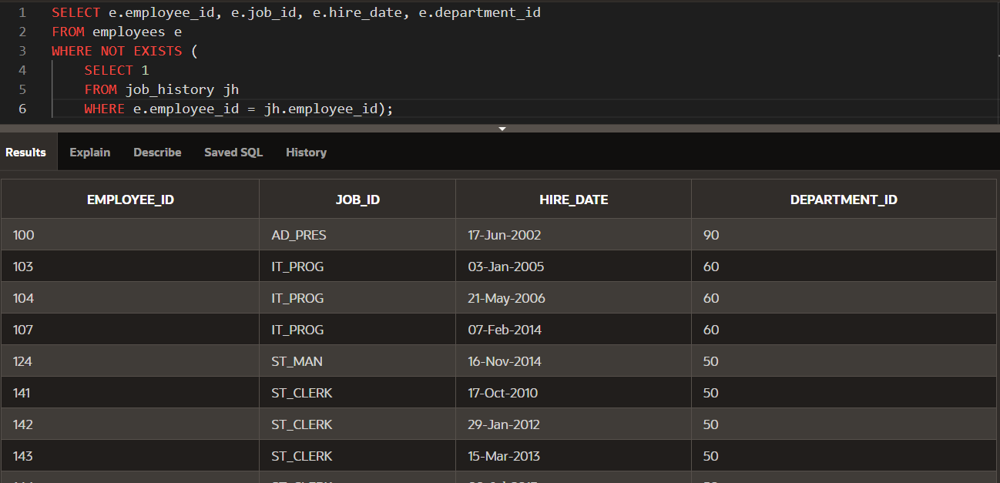 1 SELECT e.employee_id, e.job_id, e.hire_date, e.department_id
2 FROM employees e
3 WHERE NOT EXISTS (
4 SELECT 1
5 FROM job_history jh
6 WHERE e.employee_id = jh.employee_id);
Results Explain Describe Saved SQL History
EMPLOYEE_ID JOB_ID HIRE_DATE DEPARTMENT_ID
100 AD_PRES 17-Jun-2002 90
103 IT_PROG 03-Jan-2005 60
104 IT_PROG 21-May-2006 60
107 IT_PROG 07-Feb-2014 60
124 ST_MAN 16-Nov-2014 50
141 ST_CLERK 17-Oct-2010 50
142 ST_CLERK 29-Jan-2012 50
143 ST_CLERK 15-Mar-2013 50